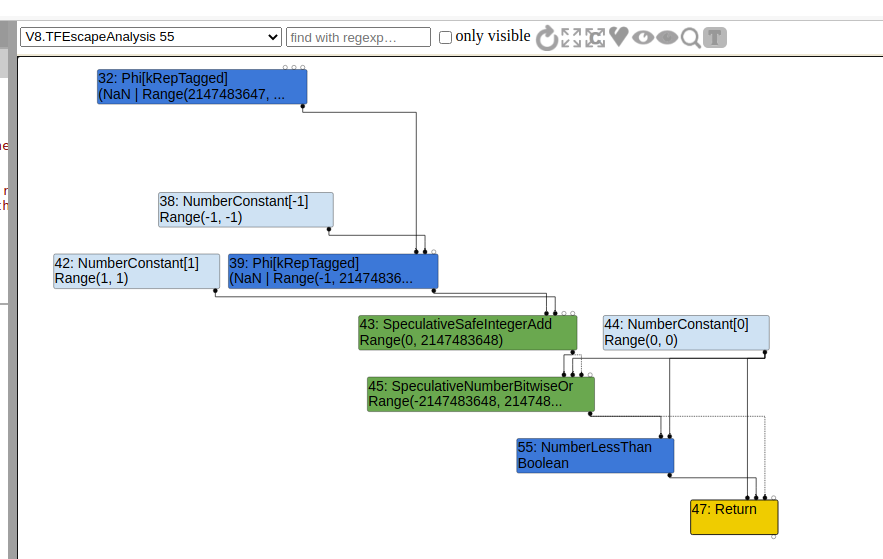 V8.TFEscapeAnalysis 55
find with regexp…
only visible
T
32: Phi[kRepTagged]
(NaN | Range(2147483647, ...
38: NumberConstant[-1]
Range(-1, -1)
42: NumberConstant[1]
Range(1, 1)
39: Phi[kRepTagged]
(NaN | Range(-1, 21474836...
43: SpeculativeSafeIntegerAdd
Range(0, 2147483648)
44: NumberConstant[0]
Range(0, 0)
45: SpeculativeNumberBitwiseOr
Range(-2147483648, 214748...
55: NumberLessThan
Boolean
47: Return